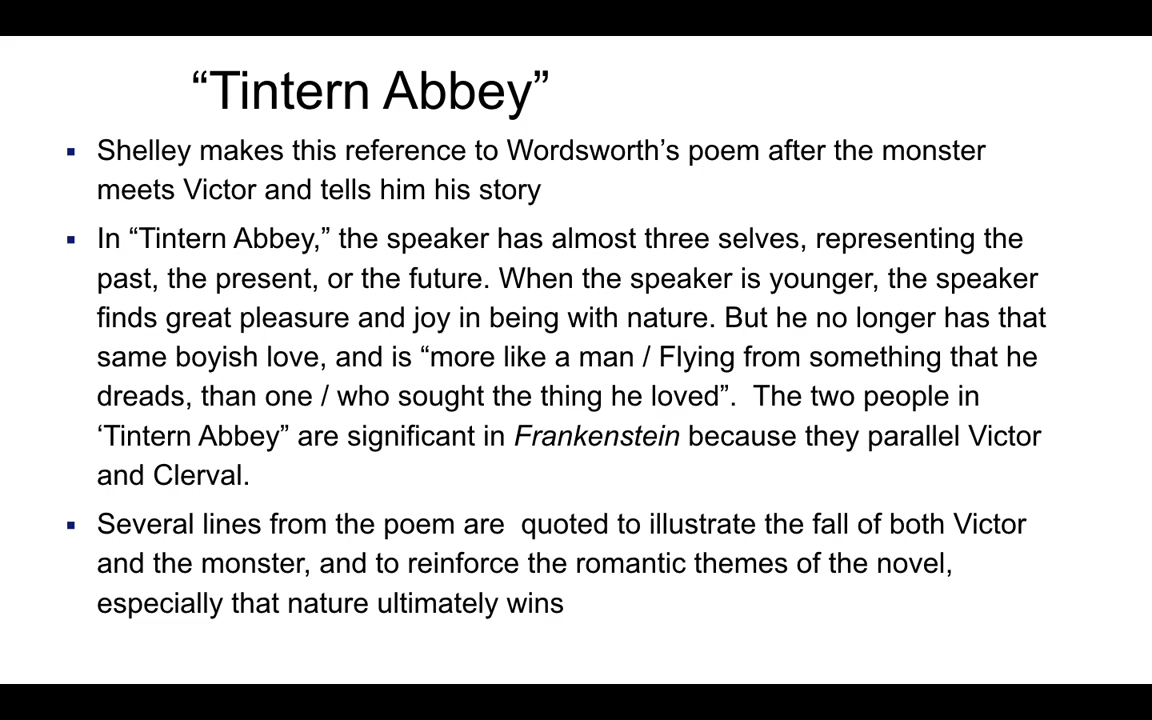 “Tintern Abbey”
▪ Shelley makes this reference to Wordsworth’s poem after the monster
meets Victor and tells him his story
▪ In “Tintern Abbey,” the speaker has almost three selves, representing the
past, the present, or the future. When the speaker is younger, the speaker
finds great pleasure and joy in being with nature. But he no longer has that
same boyish love, and is “more like a man / Flying from something that he
dreads, than one / who sought the thing he loved”.  The two people in
‘Tintern Abbey” are significant in Frankenstein because they parallel Victor
and Clerval.
▪ Several lines from the poem are  quoted to illustrate the fall of both Victor
and the monster, and to reinforce the romantic themes of the novel,
especially that nature ultimately wins